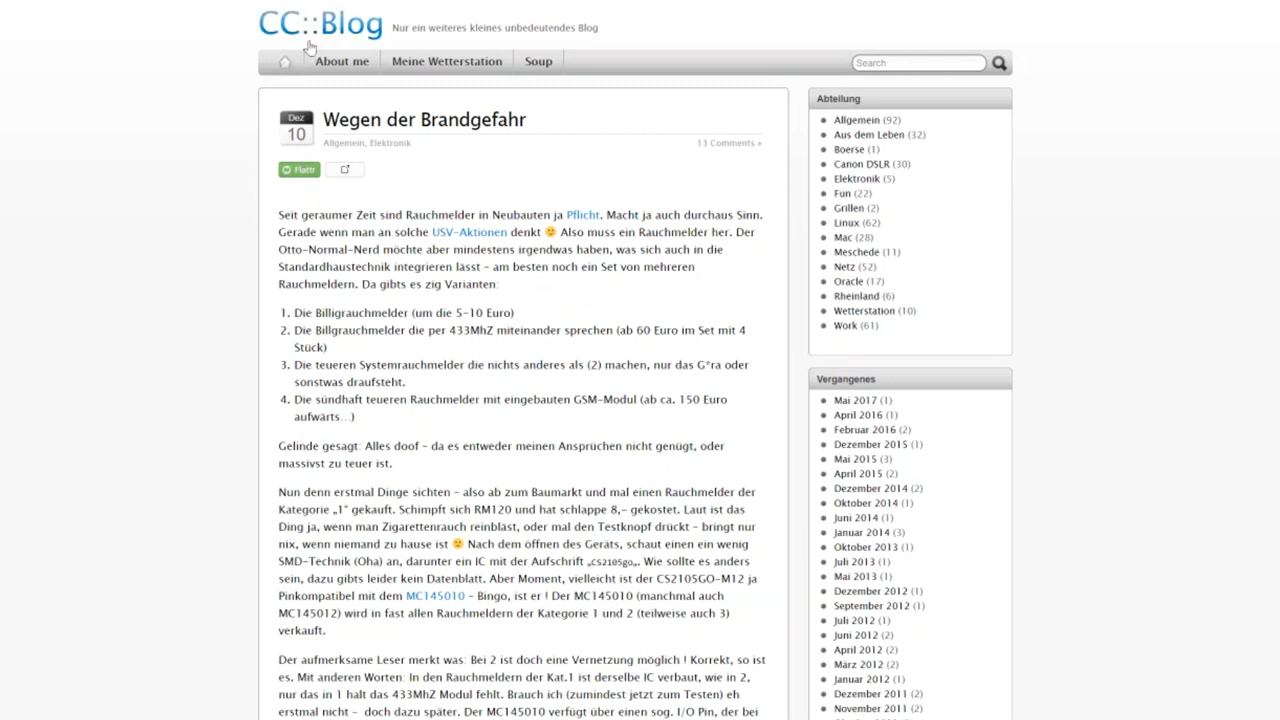 CC::Blog Nur ein weiteres kleines unbedeutendes Blog
About me Meine Wetterstation Soup Search
Dez
10
Wegen der Brandgefahr
Allgemein, Elektronik 13 Comments »
Flattr
Seit geraumer Zeit sind Rauchmelder in Neubauten ja Pflicht. Macht ja auch durchaus Sinn.
Gerade wenn man an solche USV-Aktionen denkt 🙂 Also muss ein Rauchmelder her. Der
Otto-Normal-Nerd möchte aber mindestens irgendwas haben, was sich auch in die
Standardhaustechnik integrieren lässt – am besten noch ein Set von mehreren
Rauchmeldern. Da gibts es zig Varianten:
1. Die Billigrauchmelder (um die 5-10 Euro)
2. Die Billgrauchmelder die per 433MhZ miteinander sprechen (ab 60 Euro im Set mit 4
Stück)
3. Die teueren Systemrauchmelder die nichts anderes als (2) machen, nur das G*ra oder
sonstwas draufsteht.
4. Die sündhaft teueren Rauchmelder mit eingebauten GSM-Modul (ab ca. 150 Euro
aufwärts…)
Gelinde gesagt: Alles doof – da es entweder meinen Ansprüchen nicht genügt, oder
massivst zu teuer ist.
Nun denn erstmal Dinge sichten – also ab zum Baumarkt und mal einen Rauchmelder der
Kategorie „1“ gekauft. Schimpft sich RM120 und hat schlappe 8,- gekostet. Laut ist das
Ding ja, wenn man Zigarettenrauch reinbläst, oder mal den Testknopf drückt – bringt nur
nix, wenn niemand zu hause ist 🙁 Nach dem öffnen des Geräts, schaut einen ein wenig
SMD-Technik (Oha) an, darunter ein IC mit der Aufschrift „CS2105go„. Wie sollte es anders
sein, dazu gibts leider kein Datenblatt. Aber Moment, vielleicht ist der CS2105GO-M12 ja
Pinkompatibel mit dem MC145010 – Bingo, ist er ! Der MC145010 (manchmal auch
MC145012) wird in fast allen Rauchmeldern der Kategorie 1 und 2 (teilweise auch 3)
verkauft.
Der aufmerksame Leser merkt was: Bei 2 ist doch eine Vernetzung möglich ! Korrekt, so ist
es. Mit anderen Worten: In den Rauchmeldern der Kat.1 ist derselbe IC verbaut, wie in 2,
nur das in 1 halt das 433MhZ Modul fehlt. Brauch ich (zumindest jetzt zum Testen) eh
erstmal nicht – doch dazu später. Der MC145010 verfügt über einen sog. I/O Pin, der bei
Abteilung
Allgemein (92)
Aus dem Leben (32)
Boerse (1)
Canon DSLR (30)
Elektronik (5)
Fun (22)
Grillen (2)
Linux (62)
Mac (28)
Meschede (11)
Netz (52)
Oracle (17)
Rheinland (6)
Wetterstation (10)
Work (61)
Vergangenes
Mai 2017 (1)
April 2016 (1)
Februar 2016 (2)
Dezember 2015 (1)
Mai 2015 (3)
April 2015 (2)
Dezember 2014 (2)
Oktober 2014 (1)
Juni 2014 (1)
Januar 2014 (3)
Oktober 2013 (1)
Juli 2013 (1)
Mai 2013 (1)
Dezember 2012 (1)
September 2012 (1)
Juli 2012 (1)
Juni 2012 (2)
April 2012 (2)
März 2012 (2)
Januar 2012 (1)
Dezember 2011 (2)
November 2011 (2)